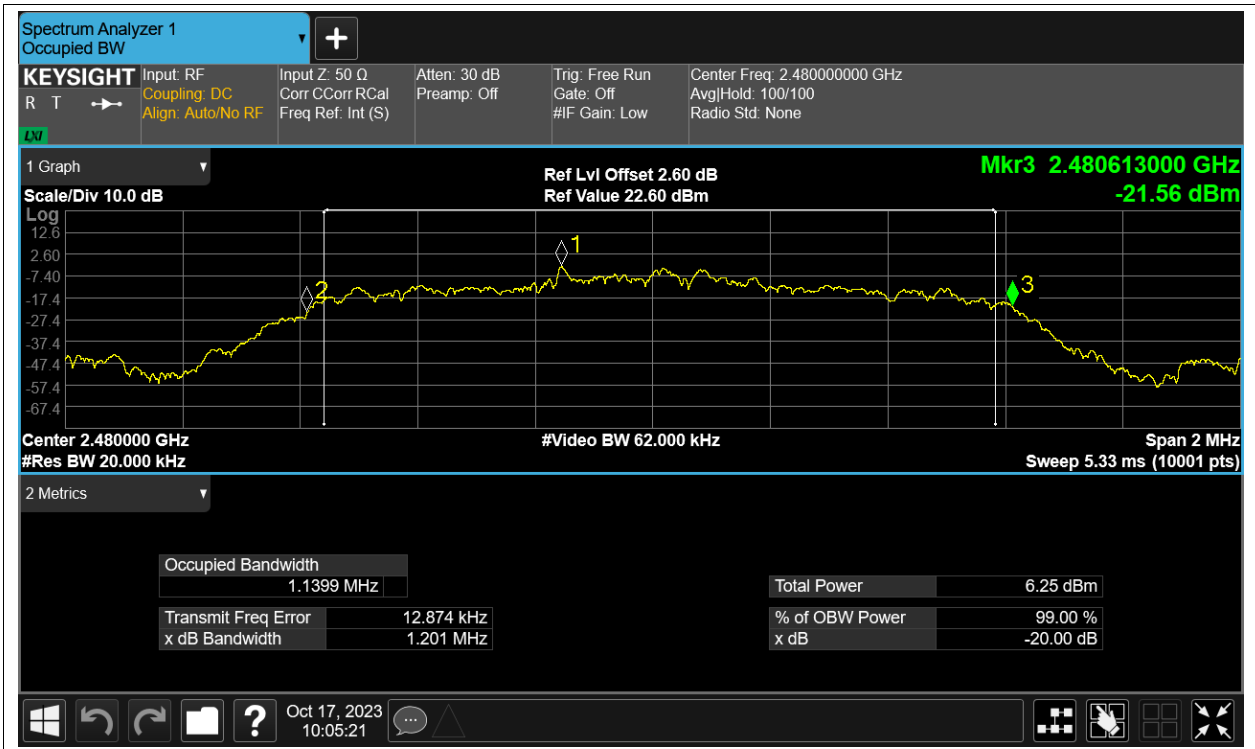 Spectrum Analyzer 1
Occupied BW
KEYSIGHT
R T
LXI
Input: RF
Coupling: DC
Align: Auto/No RF
Input Z: 50 Ω
Corr CCorr RCal
Freq Ref: Int (S)
Atten: 30 dB
Preamp: Off
Trig: Free Run
Gate: Off
#IF Gain: Low
Center Freq: 2.480000000 GHz
Avg|Hold: 100/100
Radio Std: None
1 Graph
Scale/Div 10.0 dB
Ref Lvl Offset 2.60 dB
Ref Value 22.60 dBm
Mkr3 2.480613000 GHz
-21.56 dBm
Log
12.6
2.60
-7.40
-17.4
-27.4
-37.4
-47.4
-57.4
-67.4
1
2
3
Center 2.480000 GHz
#Video BW 62.000 kHz
Span 2 MHz
#Res BW 20.000 kHz
Sweep 5.33 ms (10001 pts)
2 Metrics
Occupied Bandwidth
1.1399 MHz
Total Power 6.25 dBm
Transmit Freq Error 12.874 kHz
% of OBW Power 99.00 %
x dB Bandwidth 1.201 MHz
x dB -20.00 dB
?
Oct 17, 2023
10:05:21